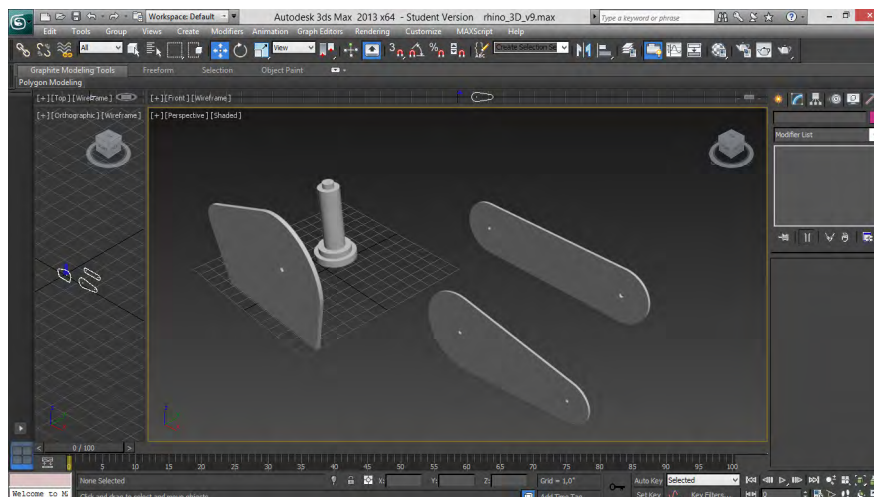 Workspace: Default
Autodesk 3ds Max 2013 x64 - Student Version rhino_3D_v9.max
Type a keyword or phrase
Edit Tools Group Views Create Modifiers Animation Graph Editors Rendering Customize MAXScript Help
All
View
Create Selection Se
Graphite Modeling Tools Freeform Selection Object Paint
Polygon Modeling
[+][Top][Wireframe] [+][Front][Wireframe]
[+][Orthographic][Wireframe] [+][Perspective][Shaded]
Modifier List
0 / 100
0 5 10 15 20 25 30 35 40 45 50 55 60 65 70 75 80 85 90 95 100
None Selected X: Y: Z: Grid = 1,0" Auto Key Selected
Welcome to M Click and drag to select and move objects Add Time Tag Set Key Key Filters... 0